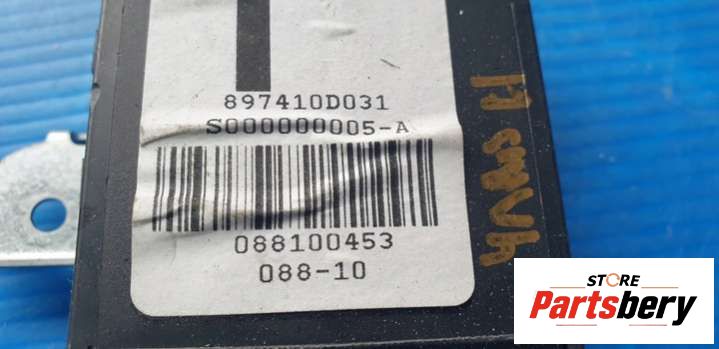 897410D031
S000000005-A
088100453
088-10
STORE
Partsbery